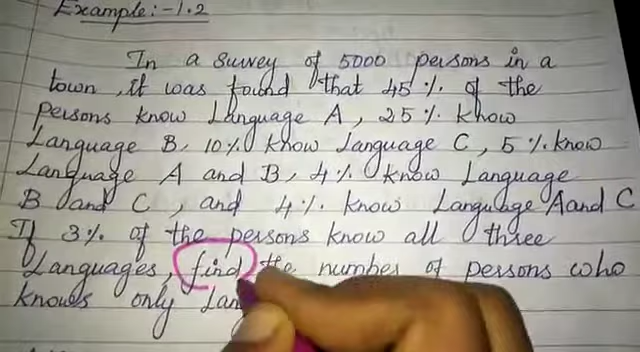 Example:-1.2
In a survey of 5000 persons in a
town, it was found that 45% of the
persons know Language A, 25% know
Language B, 10% know Language C, 5% know
Language A and B, 4% know Language
B and C, and 4% know Language A and C
If 3% of the persons know all three
Languages, find the number of persons who
knows only Lan